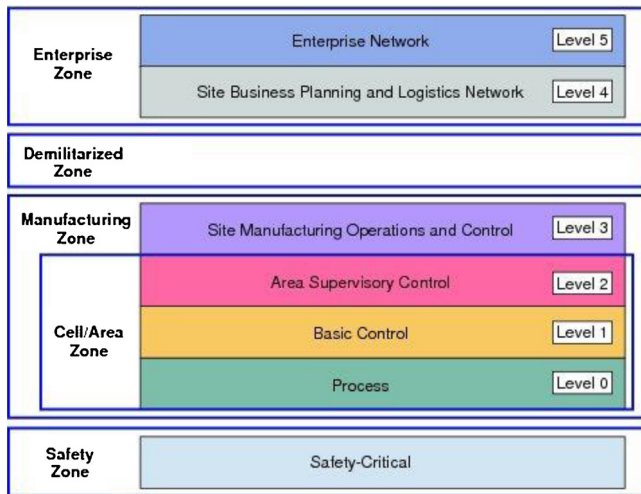 Enterprise
Zone
Enterprise Network
Level 5
Site Business Planning and Logistics Network
Level 4
Demilitarized
Zone
Manufacturing
Zone
Site Manufacturing Operations and Control
Level 3
Cell/Area
Zone
Area Supervisory Control
Level 2
Basic Control
Level 1
Process
Level 0
Safety
Zone
Safety-Critical